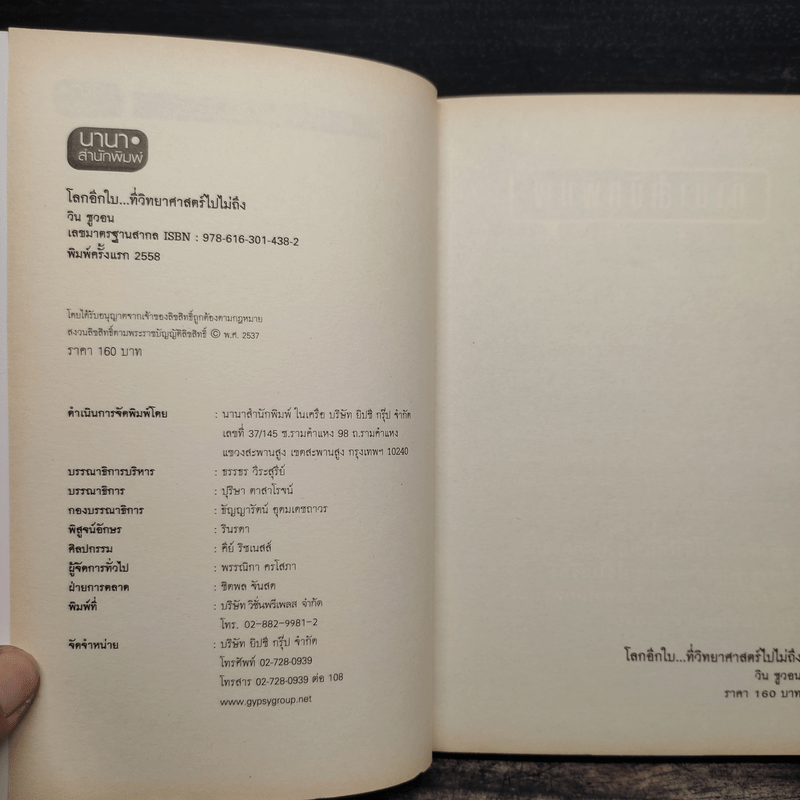 นานา
สำนักพิมพ์
โลกอีกใบ...ที่วิทยาศาสตร์ไปไม่ถึง
วิน ชูวอน
เลขมาตรฐานสากล ISBN : 978-616-301-438-2
พิมพ์ครั้งแรก 2558
โดยได้รับอนุญาตจากเจ้าของลิขสิทธิ์ถูกต้องตามกฎหมาย
สงวนลิขสิทธิ์ตามพระราชบัญญัติลิขสิทธิ์ © พ.ศ. 2537
ราคา 160 บาท
ดำเนินการจัดพิมพ์โดย : นานาสำนักพิมพ์ ในเครือ บริษัท ยิปซี กรุ๊ป จำกัด
เลขที่ 37/145 ซ.รามคำแหง 98 ถ.รามคำแหง
แขวงสะพานสูง เขตสะพานสูง กรุงเทพฯ 10240
บรรณาธิการบริหาร : ชรรชร วีระสุรีย์
บรรณาธิการ : ปุริษา ตาสาโรจน์
กองบรรณาธิการ : ธัญญารัตน์ อุดมเดชถาวร
พิสูจน์อักษร : รินรดา
ศิลปกรรม : คีย์ ริชเนสส์
ผู้จัดการทั่วไป : พรรณิกา ครโสภา
ฝ่ายการตลาด : ชิตพล จันสด
พิมพ์ที่ : บริษัท วิชั่นพรีเพลส จำกัด
โทร. 02-882-9981-2
จัดจำหน่าย : บริษัท ยิปซี กรุ๊ป จำกัด
โทรศัพท์ 02-728-0939
โทรสาร 02-728-0939 ต่อ 108
www.gypsygroup.net
โลกอีกใบ...ที่วิทยาศาสตร์ไปไม่ถึง
วิน ชูวอน
ราคา 160 บาท